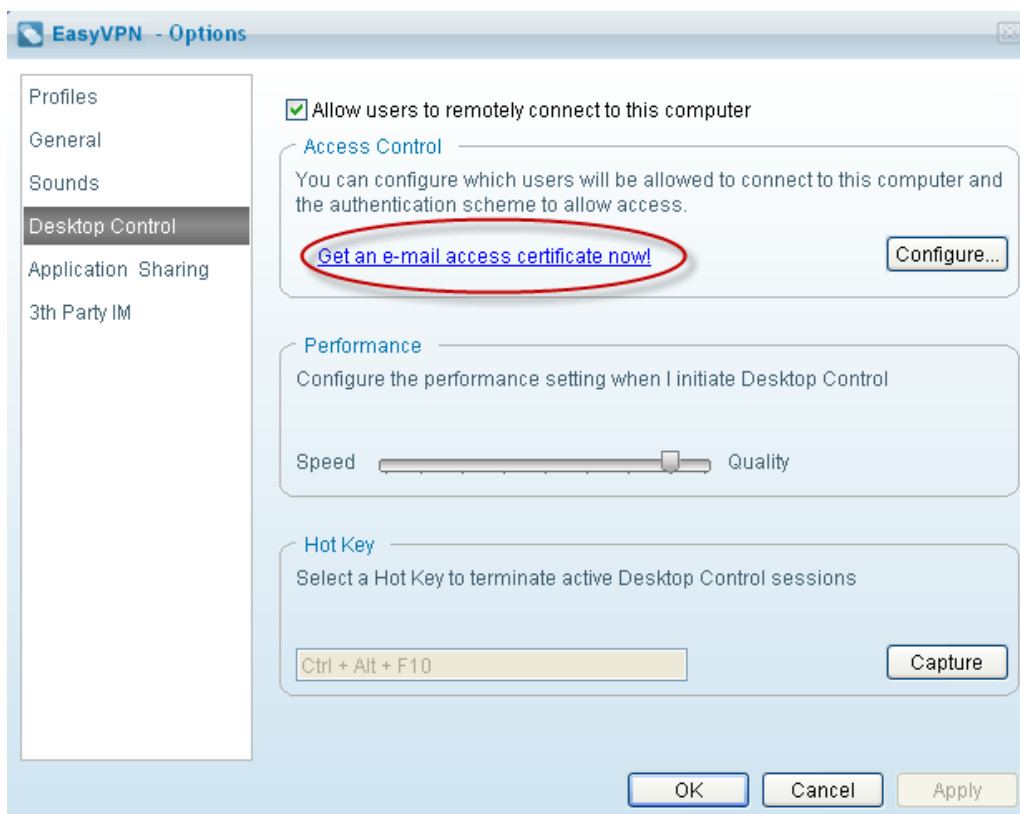 EasyVPN - Options
Profiles
General
Sounds
Desktop Control
Application Sharing
3th Party IM
Allow users to remotely connect to this computer
Access Control
You can configure which users will be allowed to connect to this computer and
the authentication scheme to allow access.
Get an e-mail access certificate now!
Configure...
Performance
Configure the performance setting when I initiate Desktop Control
Speed
Quality
Hot Key
Select a Hot Key to terminate active Desktop Control sessions
Ctrl + Alt + F10
Capture
OK
Cancel
Apply